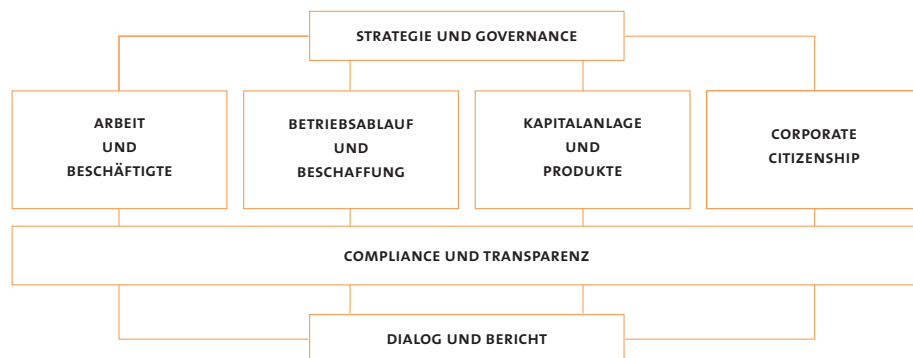 STRATEGIE UND GOVERNANCE
ARBEIT
UND
BESCHÄFTIGTE
BETRIEBSABLAUF
UND
BESCHAFFUNG
KAPITALANLAGE
UND
PRODUKTE
CORPORATE
CITIZENSHIP
COMPLIANCE UND TRANSPARENZ
DIALOG UND BERICHT